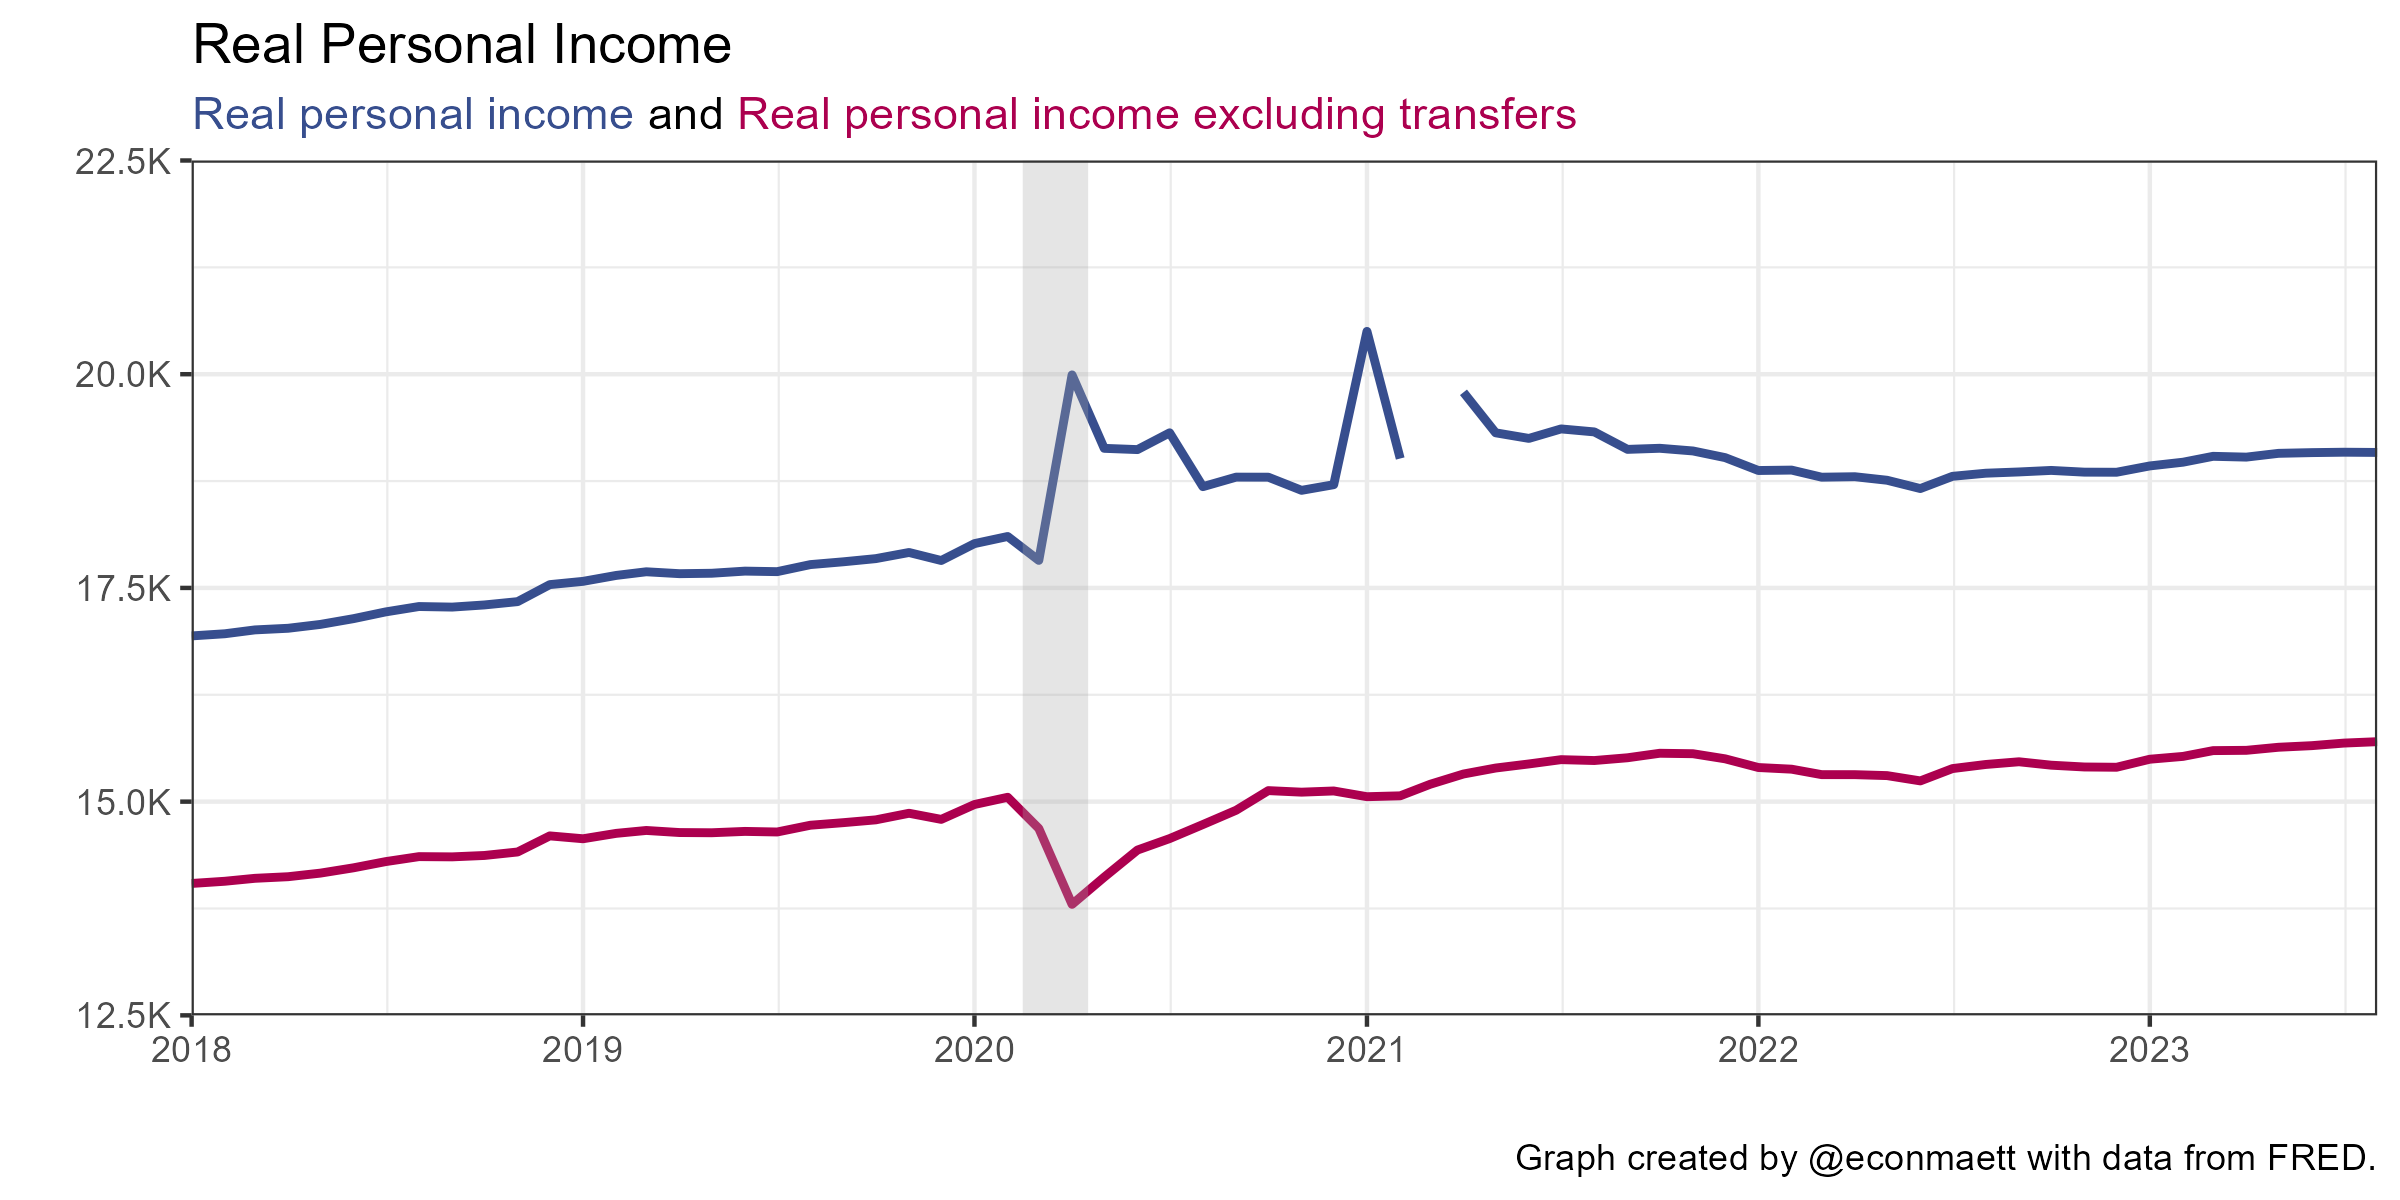 Real Personal Income
Real personal income and Real personal income excluding transfers
22.5K
20.0K
17.5K
15.0K
12.5K
2018 2019 2020 2021 2022 2023
Graph created by @econmaett with data from FRED.